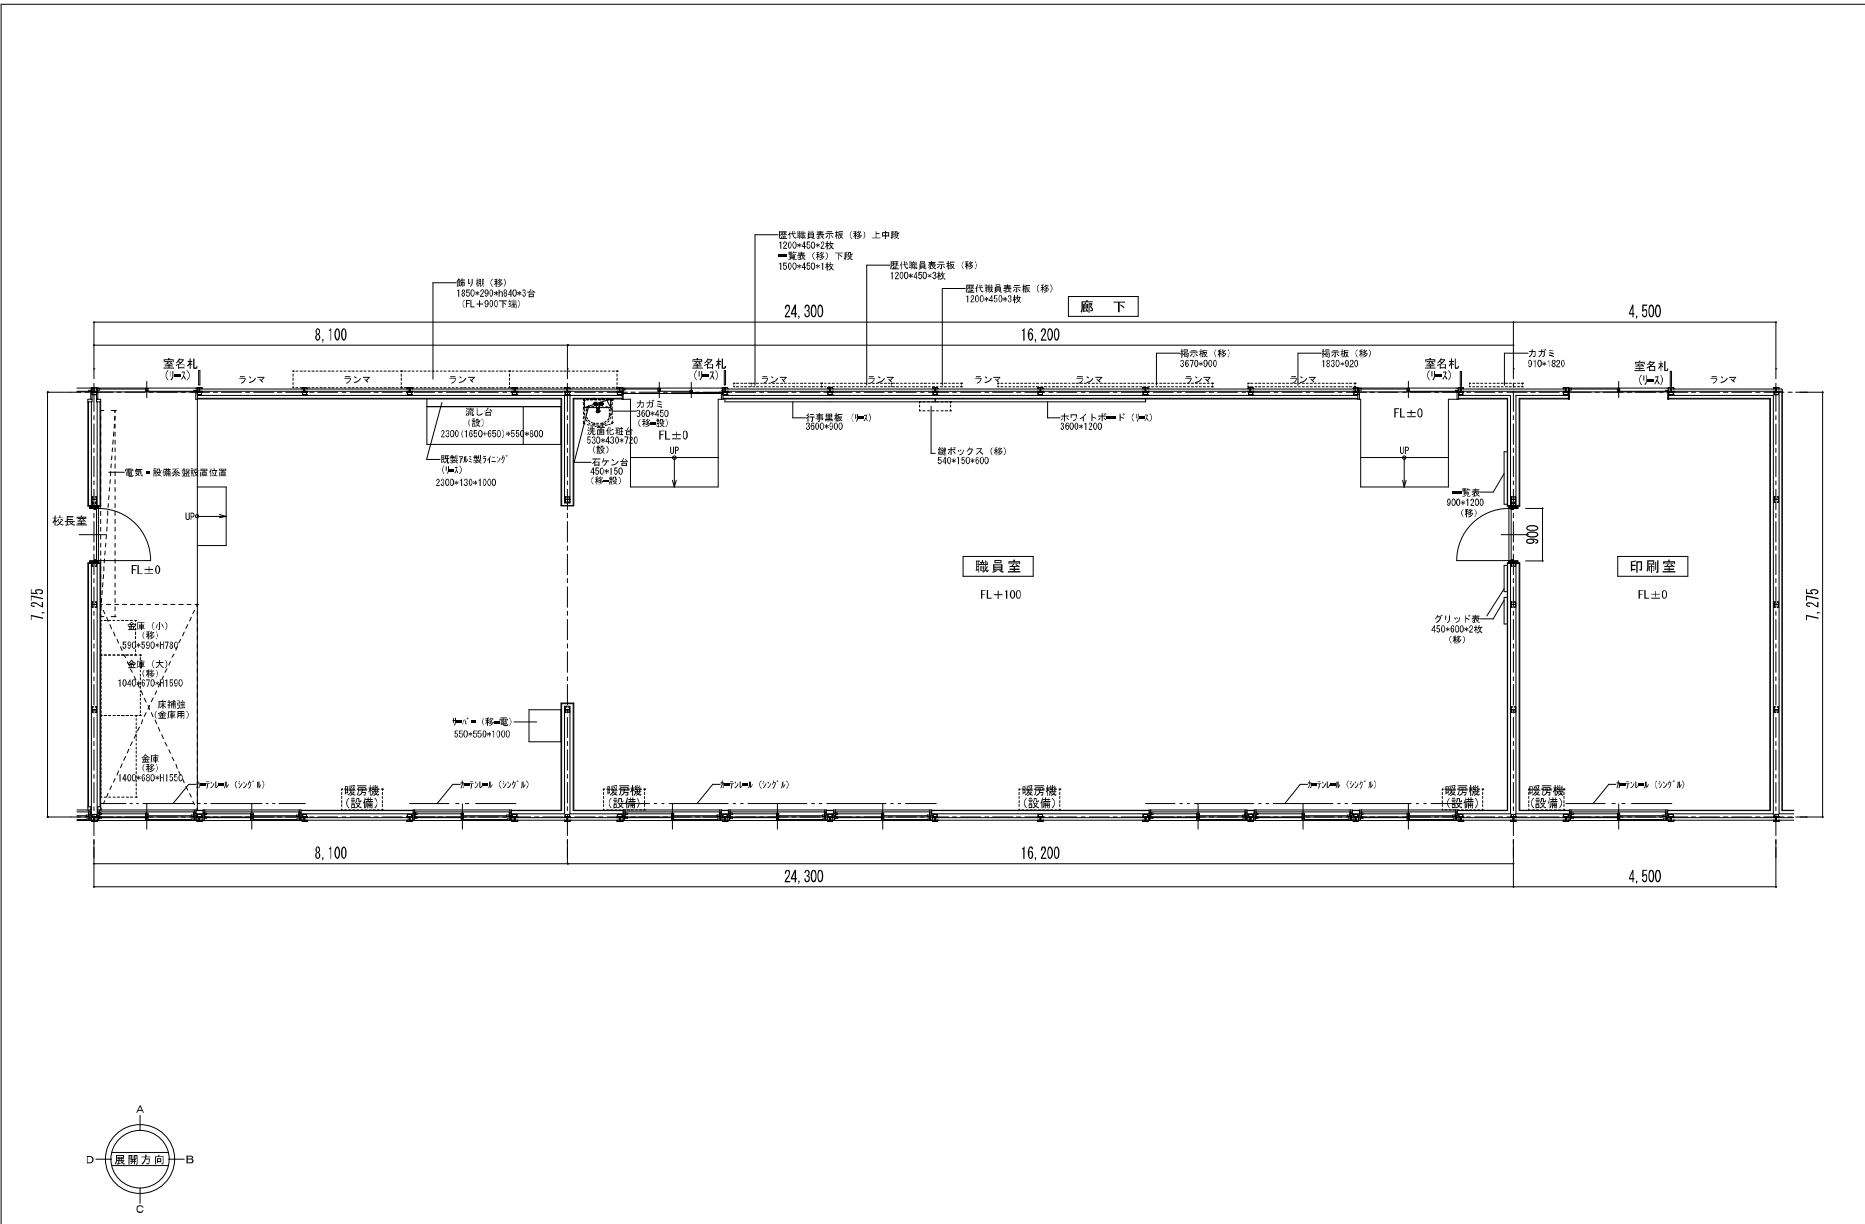 歴代職員表示板（移）上中段
1200*450*2枚
一覧表（移）下段
1500*450*1枚
歴代職員表示板（移）
1200*450*3枚
歴代職員表示板（移）
1200*450*3枚
飾り棚（移）
1850*290*h840*3台
（FL＋900下端）
廊　下
24,300
4,500
8,100
16,200
室名札
(ﾘｰｽ)
ランマ
ランマ
ランマ
室名札
(ﾘｰｽ)
ランマ
ランマ
ランマ
ランマ
ランマ
ランマ
掲示板（移）
3670*900
掲示板（移）
1830*920
室名札
(ﾘｰｽ)
カガミ
910*1820
室名札
(ﾘｰｽ)
ランマ
流し台
（設）
2300(1650+650)*550*800
既製ｱﾙﾐ製ﾗｲﾆﾝｸﾞ
(ﾘｰｽ)
2300*130*1000
カガミ
360*450
（移ー設）
洗面化粧台
530*430*720
（設）
石ケン台
450*150
（移ー設）
FL±0
UP
行事黒板 (ﾘｰｽ)
3600*900
鍵ボックス（移）
540*150*600
ホワイトボード (ﾘｰｽ)
3600*1200
FL±0
UP
一覧表
900*1200
（移）
電気・設備系盤設置位置
校長室
UP
FL±0
7,275
職員室
FL＋100
900
印刷室
FL±0
7,275
グリッド表
450*600*2枚
（移）
金庫（小）
（移）
590*590*H780
金庫（大）
（移）
1040*670*H1590
床補強
（金庫用）
金庫
（移）
1400*680*H1550
ｻｰﾊﾞｰ（移ー電）
550*550*1000
ｶｰﾃﾝﾚｰﾙ（ｼﾝｸﾞﾙ）
暖房機
（設備）
ｶｰﾃﾝﾚｰﾙ（ｼﾝｸﾞﾙ）
暖房機
（設備）
ｶｰﾃﾝﾚｰﾙ（ｼﾝｸﾞﾙ）
暖房機
（設備）
ｶｰﾃﾝﾚｰﾙ（ｼﾝｸﾞﾙ）
暖房機
（設備）
暖房機
（設備）
ｶｰﾃﾝﾚｰﾙ（ｼﾝｸﾞﾙ）
8,100
16,200
24,300
4,500
A
D
展開方向
B
C